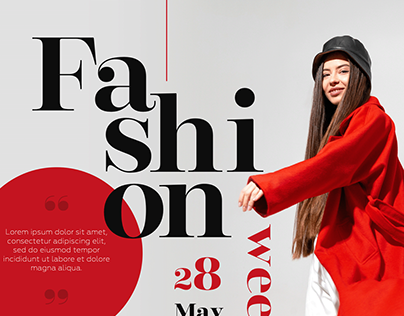 Fa
shi
on
wee
“
Lorem ipsum dolor sit amet,
consectetur adipiscing elit,
sed do eiusmod tempor
incididunt ut labore et dolore
magna aliqua.
”
28
May